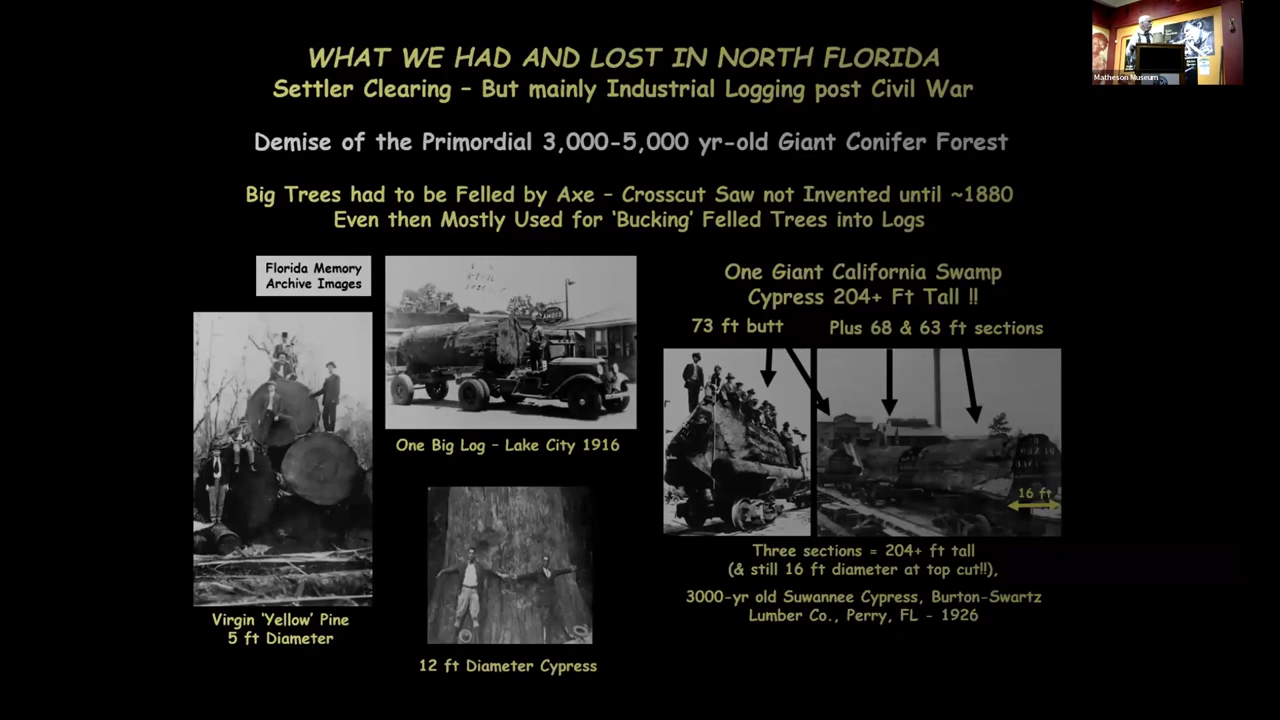 WHAT WE HAD AND LOST IN NORTH FLORIDA
Settler Clearing – But mainly Industrial Logging post Civil War
Demise of the Primordial 3,000-5,000 yr-old Giant Conifer Forest
Big Trees had to be Felled by Axe – Crosscut Saw not Invented until ~1880
Even then Mostly Used for ‘Bucking’ Felled Trees into Logs
Florida Memory
Archive Images
One Giant California Swamp
Cypress 204+ Ft Tall !!
73 ft butt
Plus 68 & 63 ft sections
16 ft
One Big Log – Lake City 1916
Three sections = 204+ ft tall
(& still 16 ft diameter at top cut!!),
3000-yr old Suwannee Cypress, Burton-Swartz
Lumber Co., Perry, FL - 1926
Virgin ‘Yellow’ Pine
5 ft Diameter
12 ft Diameter Cypress
Matheson Museum